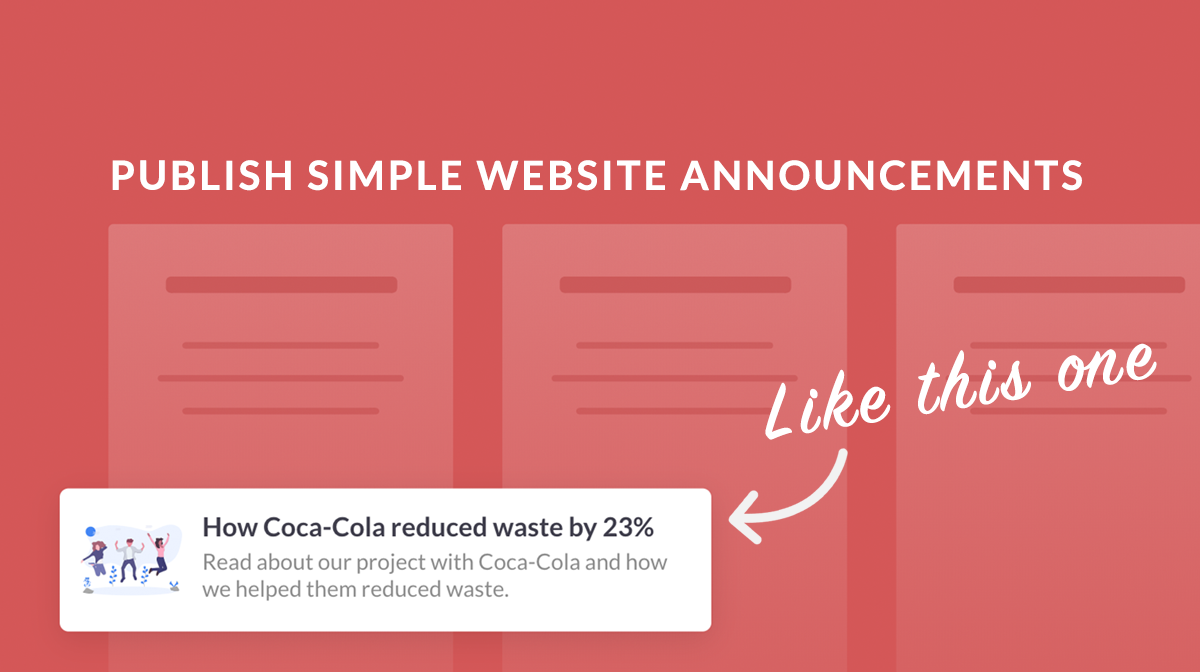 PUBLISH SIMPLE WEBSITE ANNOUNCEMENTS
Like this one
How Coca-Cola reduced waste by 23%
Read about our project with Coca-Cola and how
we helped them reduced waste.